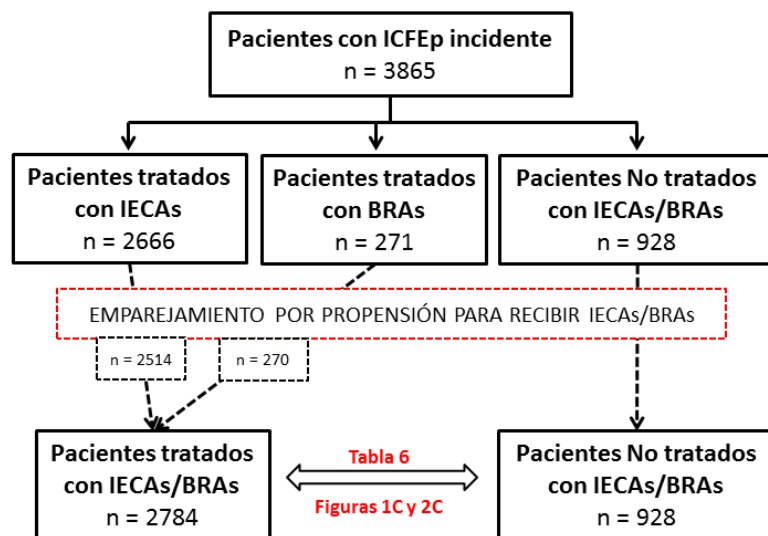 Pacientes con ICFEp incidente
n = 3865
Pacientes tratados
con IECAs
n = 2666
Pacientes tratados
con BRAs
n = 271
Pacientes No tratados
con IECAs/BRAs
n = 928
EMPAREJAMIENTO POR PROPENSIÓN PARA RECIBIR IECAs/BRAs
n = 2514
n = 270
Pacientes tratados
con IECAs/BRAs
n = 2784
Tabla 6
Figuras 1C y 2C
Pacientes No tratados
con IECAs/BRAs
n = 928